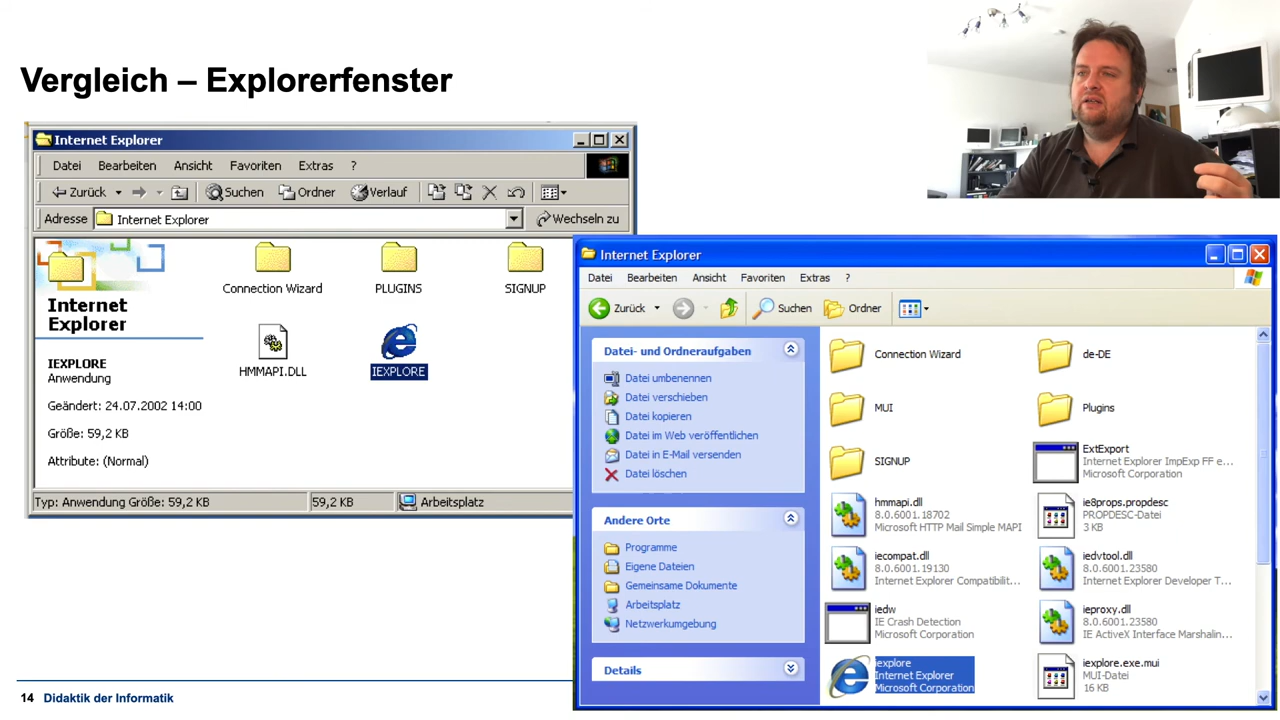 Vergleich – Explorerfenster
Internet Explorer
Datei Bearbeiten Ansicht Favoriten Extras ?
Zurück Suchen Ordner Verlauf
Adresse Internet Explorer Wechseln zu
Internet
Explorer
IEXPLORE
Anwendung
Geändert: 24.07.2002 14:00
Größe: 59,2 KB
Attribute: (Normal)
Connection Wizard PLUGINS SIGNUP
HMMAPI.DLL IEXPLORE
Typ: Anwendung Größe: 59,2 KB 59,2 KB Arbeitsplatz
Internet Explorer
Datei Bearbeiten Ansicht Favoriten Extras ?
Zurück Suchen Ordner
Datei- und Ordneraufgaben
Datei umbenennen
Datei verschieben
Datei kopieren
Datei im Web veröffentlichen
Datei in E-Mail versenden
Datei löschen
Andere Orte
Programme
Eigene Dateien
Gemeinsame Dokumente
Arbeitsplatz
Netzwerkumgebung
Details
Connection Wizard
de-DE
MUI
Plugins
SIGNUP
ExtExport
Internet Explorer ImpExp FF e...
Microsoft Corporation
hmmapi.dll
8.0.6001.18702
Microsoft HTTP Mail Simple MAPI
ie8props.propdesc
PROPDESC-Datei
3 KB
iecompat.dll
8.0.6001.19130
Internet Explorer Compatibilit...
iedvtool.dll
8.0.6001.23580
Internet Explorer Developer T...
iedw
IE Crash Detection
Microsoft Corporation
ieproxy.dll
8.0.6001.23580
IE ActiveX Interface Marshalin...
iexplore
Internet Explorer
Microsoft Corporation
iexplore.exe.mui
MUI-Datei
16 KB
14 Didaktik der Informatik